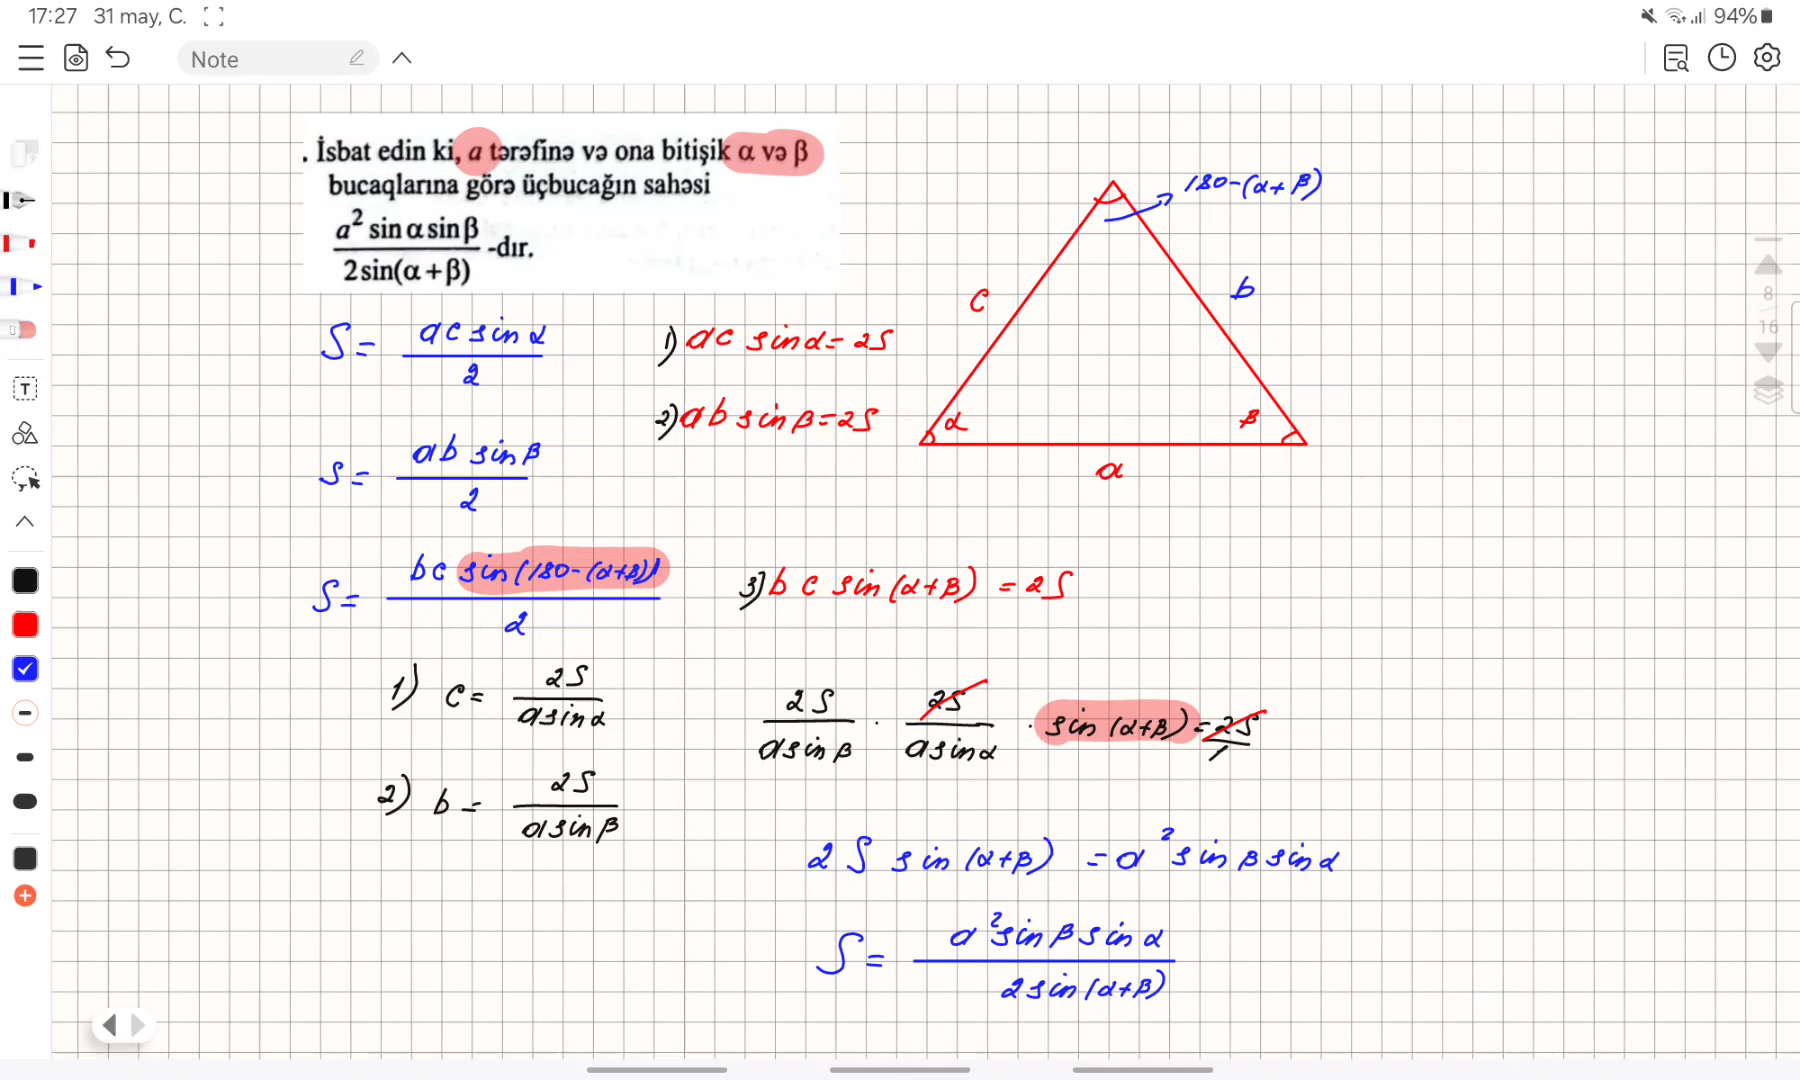 17:27 31 may, C. 94%
Note
. İsbat edin ki, a tərəfinə və ona bitişik α və β
bucaqlarına görə üçbucağın sahəsi
a² sin α sin β / 2 sin(α + β) -dır.
180-(α+β)
c
b
α
β
a
S = ac sin α / 2
1) ac sin α = 2S
2) ab sin β = 2S
S = ab sin β / 2
S = bc sin(180-(α+β)) / 2
3) bc sin(α+β) = 2S
1) c = 2S / a sin α
2S / a sin β · 2S / a sin α · sin(α+β) = 2S / 1
2) b = 2S / a sin β
2S sin(α+β) = a² sin β sin α
S = a² sin β sin α / 2 sin(α+β)
8
16
T